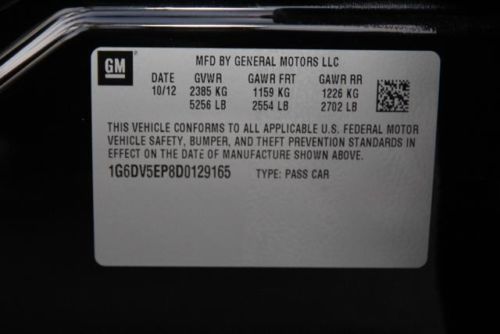 GM
MFD BY GENERAL MOTORS LLC
DATE GVWR GAWR FRT GAWR RR
10/12 2385 KG 1159 KG 1226 KG
5256 LB 2554 LB 2702 LB
THIS VEHICLE CONFORMS TO ALL APPLICABLE U.S. FEDERAL MOTOR
VEHICLE SAFETY, BUMPER, AND THEFT PREVENTION STANDARDS IN
EFFECT ON THE DATE OF MANUFACTURE SHOWN ABOVE.
1G6DV5EP8D0129165 TYPE: PASS CAR